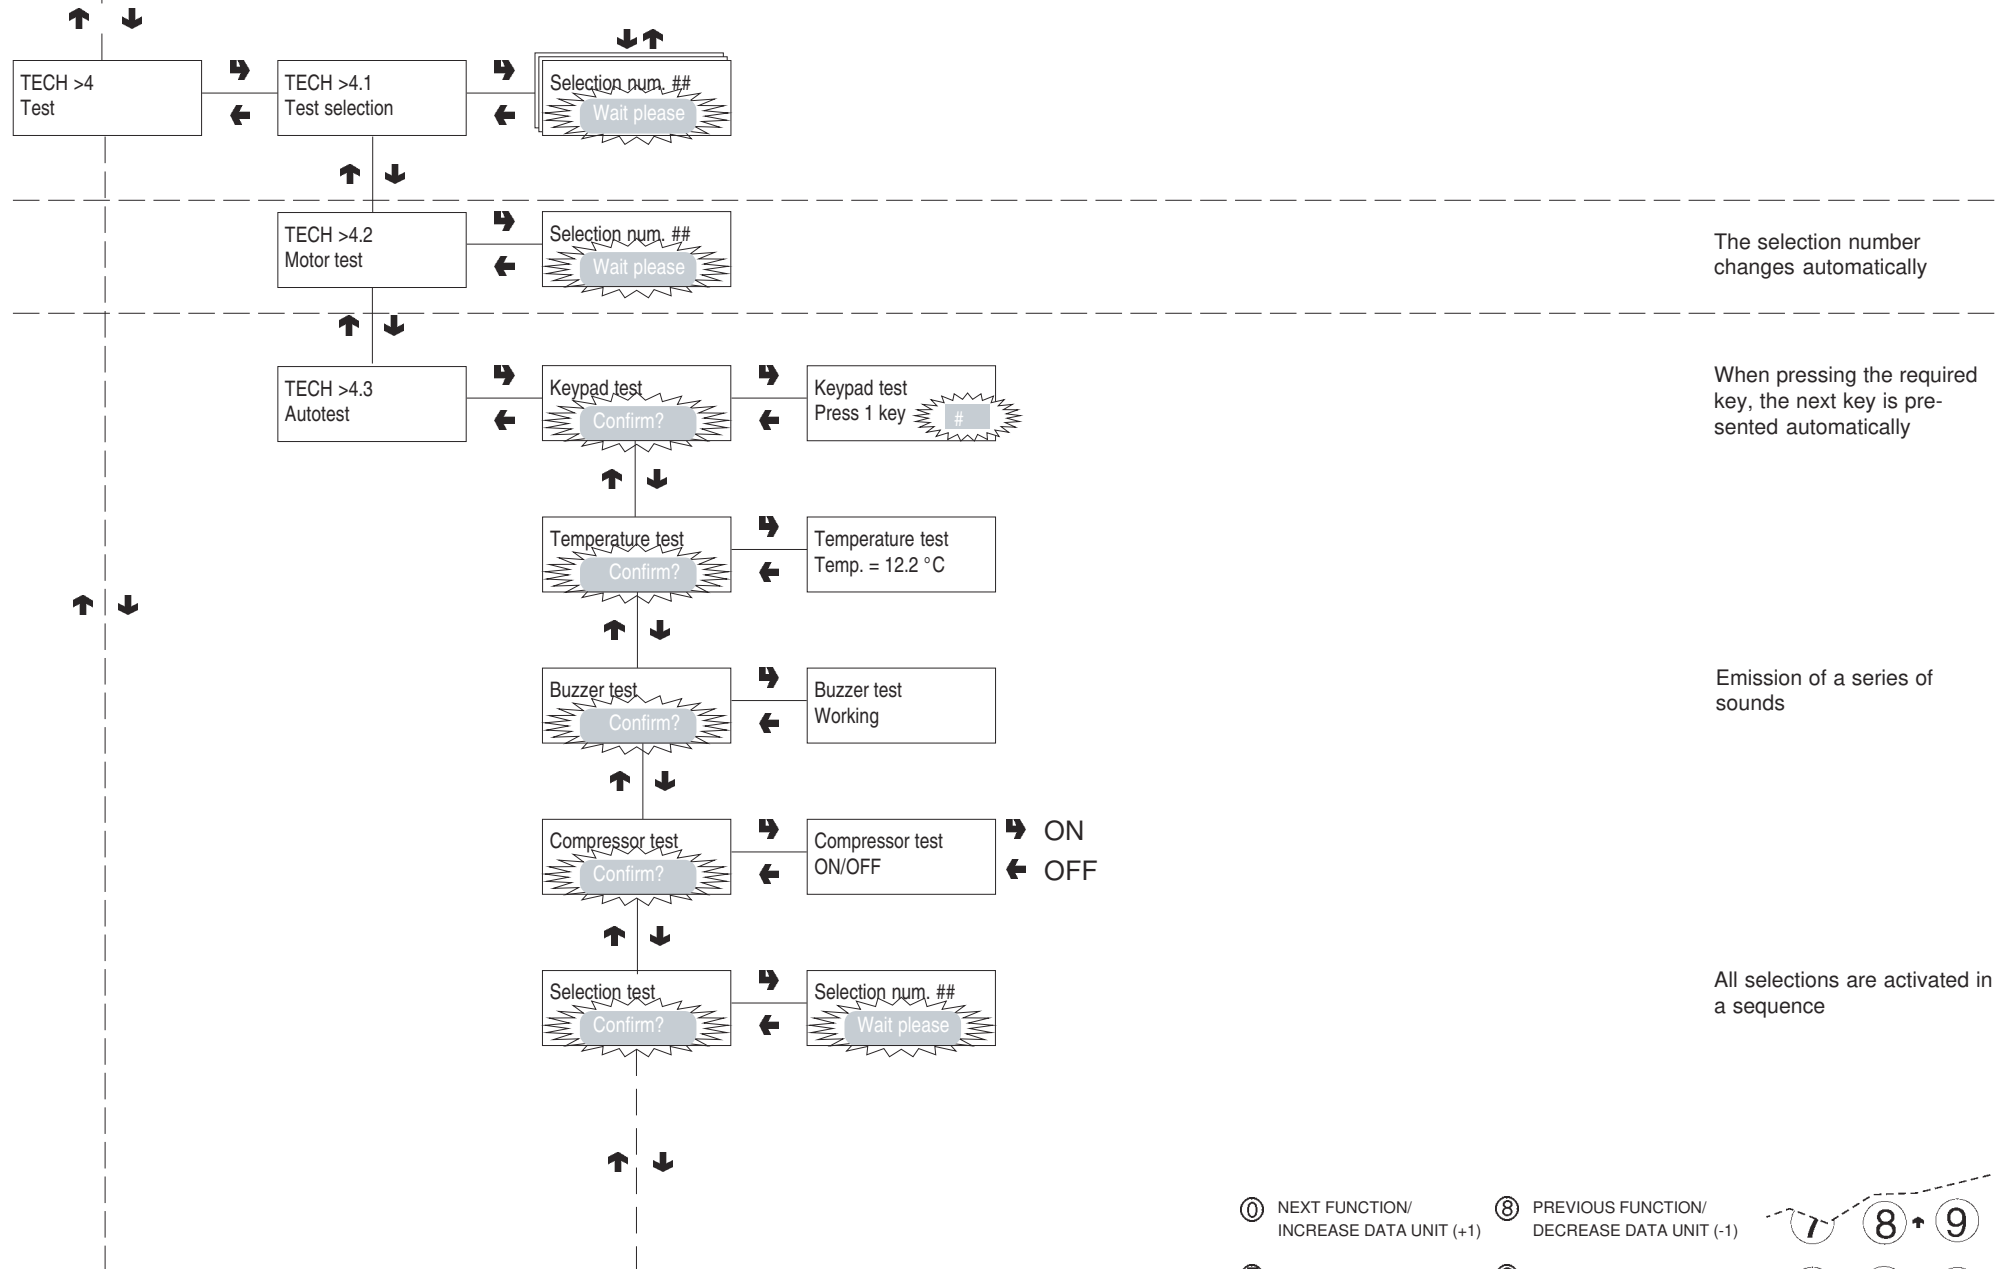 TECH >4
Test
TECH >4.1
Test selection
Selection num. ##
Wait please
TECH >4.2
Motor test
Selection num. ##
Wait please
The selection number
changes automatically
TECH >4.3
Autotest
Keypad test
Confirm?
Keypad test
Press 1 key #
When pressing the required
key, the next key is pre-
sented automatically
Temperature test
Confirm?
Temperature test
Temp. = 12.2 °C
Buzzer test
Confirm?
Buzzer test
Working
Emission of a series of
sounds
Compressor test
Confirm?
Compressor test
ON/OFF
ON
OFF
Selection test
Confirm?
Selection num. ##
Wait please
All selections are activated in
a sequence
0 NEXT FUNCTION/
INCREASE DATA UNIT (+1)
8 PREVIOUS FUNCTION/
DECREASE DATA UNIT (-1)
7 8 9